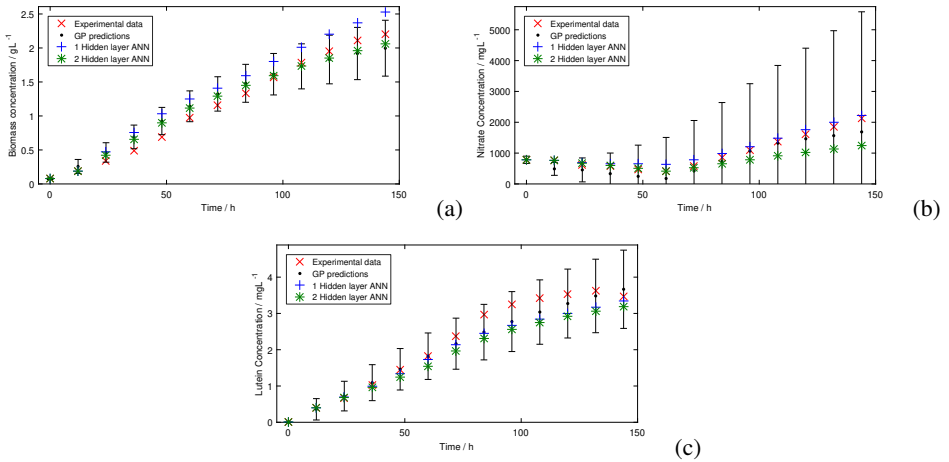 2.5
2
1.5
1
0.5
0
0
50
100
150
Biomass concentration / gL⁻¹
Time / h
Experimental data
GP predictions
1 Hidden layer ANN
2 Hidden layer ANN
(a)
5000
4000
3000
2000
1000
0
0
50
100
150
Nitrate Concentration / mgL⁻¹
Time / h
Experimental data
GP predictions
1 Hidden layer ANN
2 Hidden layer ANN
(b)
4
3
2
1
0
0
50
100
150
Lutein Concentration / mgL⁻¹
Time / h
Experimental data
GP predictions
1 Hidden layer ANN
2 Hidden layer ANN
(c)